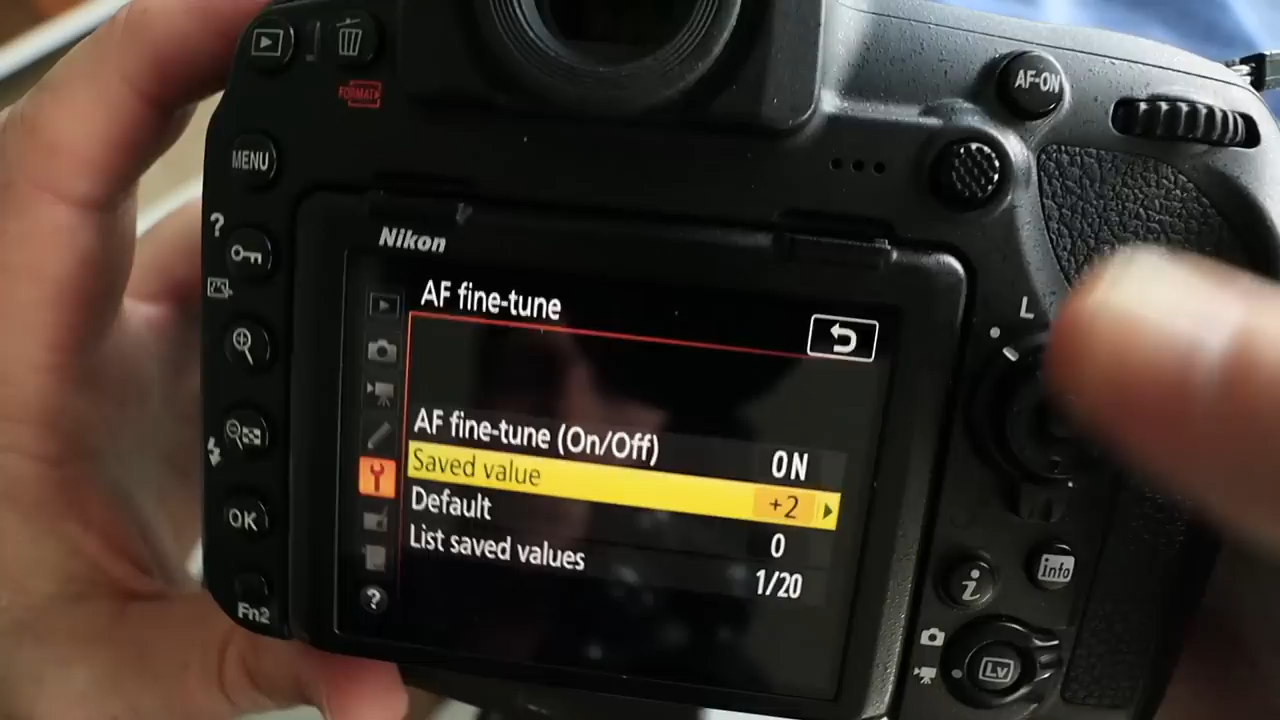 AF-ON
FORMAT
MENU
?
Nikon
L
AF fine-tune
AF fine-tune (On/Off) ON
Saved value +2
Default 0
List saved values 1/20
?
OK
Fn2
i
info
Lv